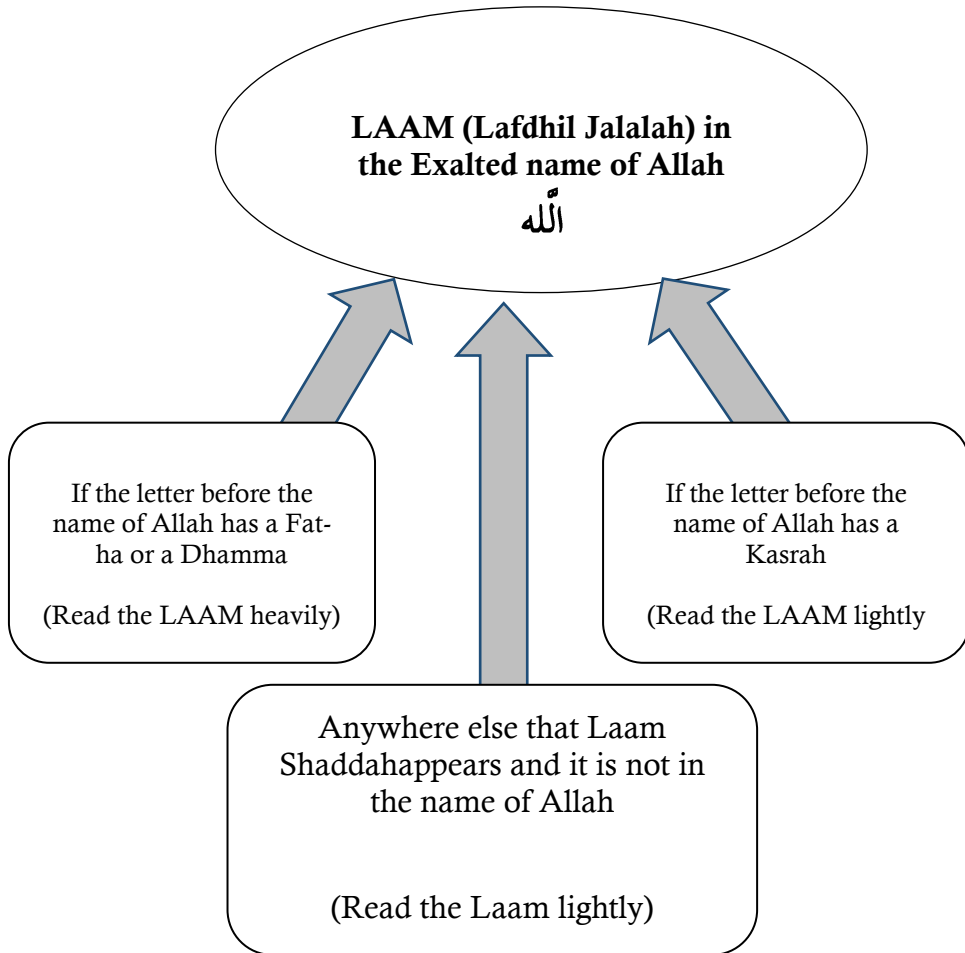 LAAM (Lafdhil Jalalah) in
the Exalted name of Allah
الَّله
If the letter before the
name of Allah has a Fat-
ha or a Dhamma
(Read the LAAM heavily)
If the letter before the
name of Allah has a
Kasrah
(Read the LAAM lightly
Anywhere else that Laam
Shaddahappears and it is not in
the name of Allah
(Read the Laam lightly)